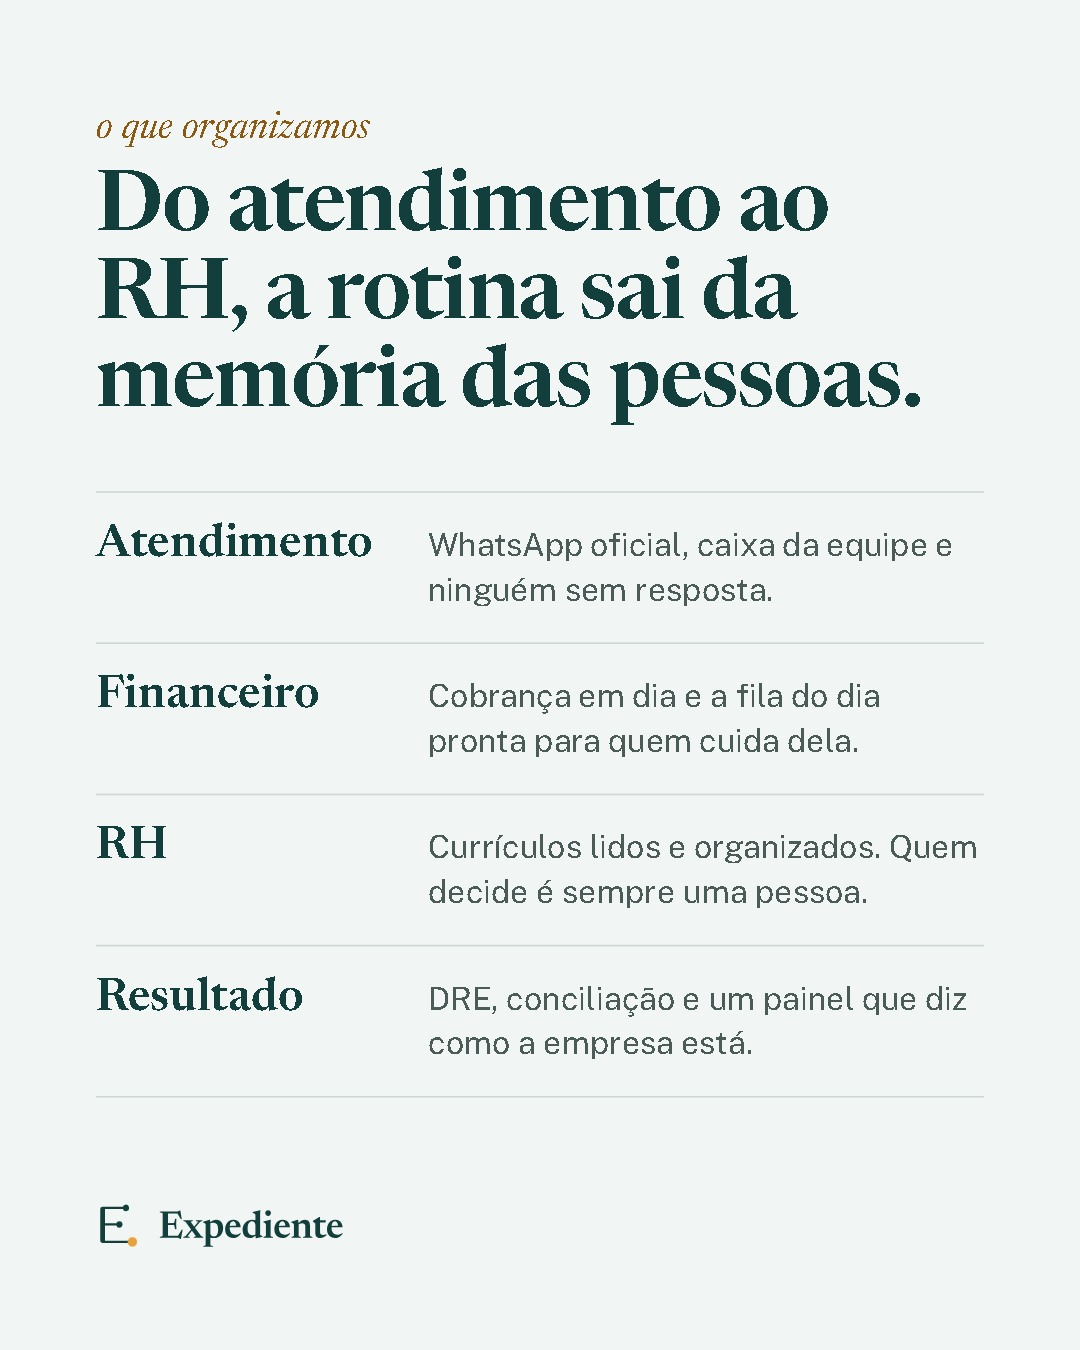 o que organizamos
Do atendimento ao
RH, a rotina sai da
memória das pessoas.
Atendimento
WhatsApp oficial, caixa da equipe e
ninguém sem resposta.
Financeiro
Cobrança em dia e a fila do dia
pronta para quem cuida dela.
RH
Currículos lidos e organizados. Quem
decide é sempre uma pessoa.
Resultado
DRE, conciliação e um painel que diz
como a empresa está.
E. Expediente